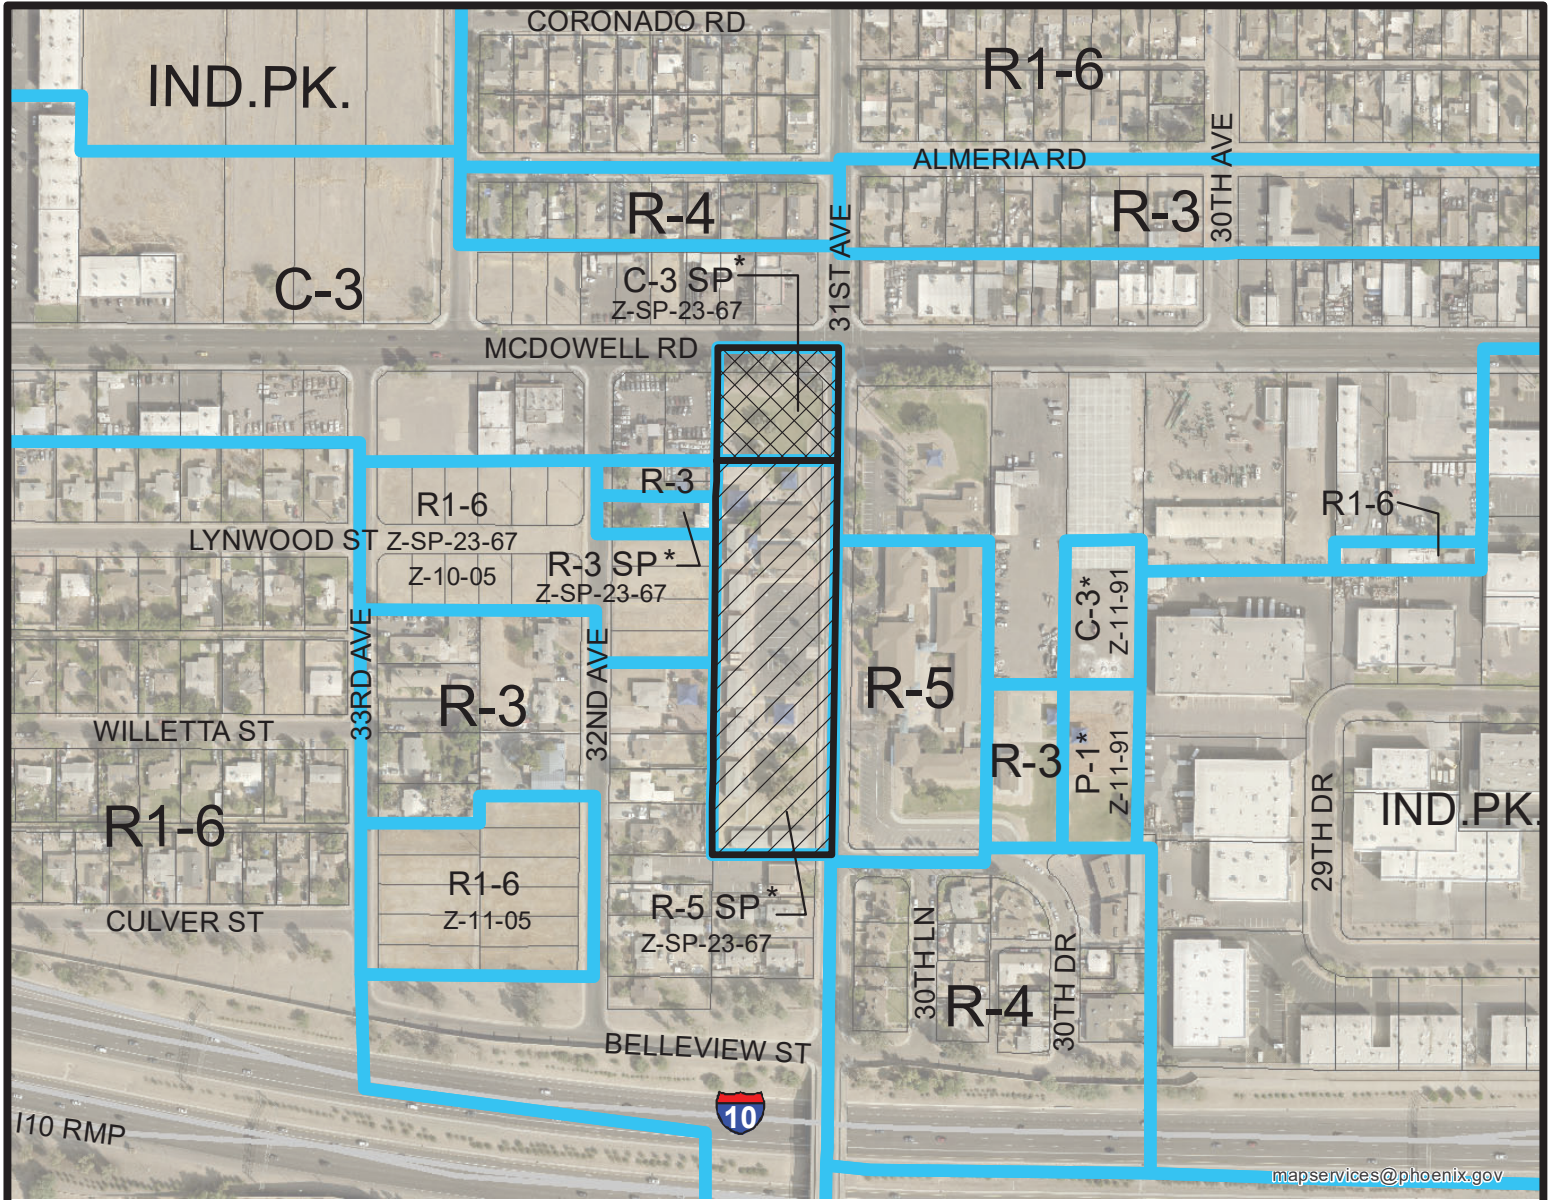 CORONADO RD
IND.PK.
R1-6
30TH AVE
ALMERIA RD
R-4
R-3
31ST AVE
C-3 SP*
Z-SP-23-67
C-3
MCDOWELL RD
R-3
R1-6
Z-SP-23-67
Z-10-05
LYNWOOD ST
R-3 SP*
Z-SP-23-67
R1-6
C-3*
Z-11-91
33RD AVE
32ND AVE
R-3
R-5
WILLETTA ST
R-3
P-1*
Z-11-91
29TH DR
IND.PK.
R1-6
R1-6
Z-11-05
CULVER ST
R-5 SP*
Z-SP-23-67
30TH LN
R-4
30TH DR
BELLEVIEW ST
10
I10 RMP
mapservices@phoenix.gov